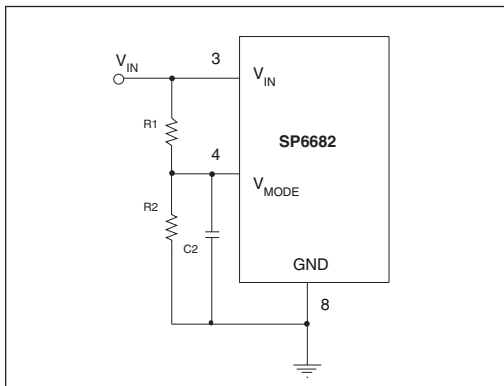 V_IN 3 V_IN
R1
SP6682
4
V_MODE
R2
C2
GND
8